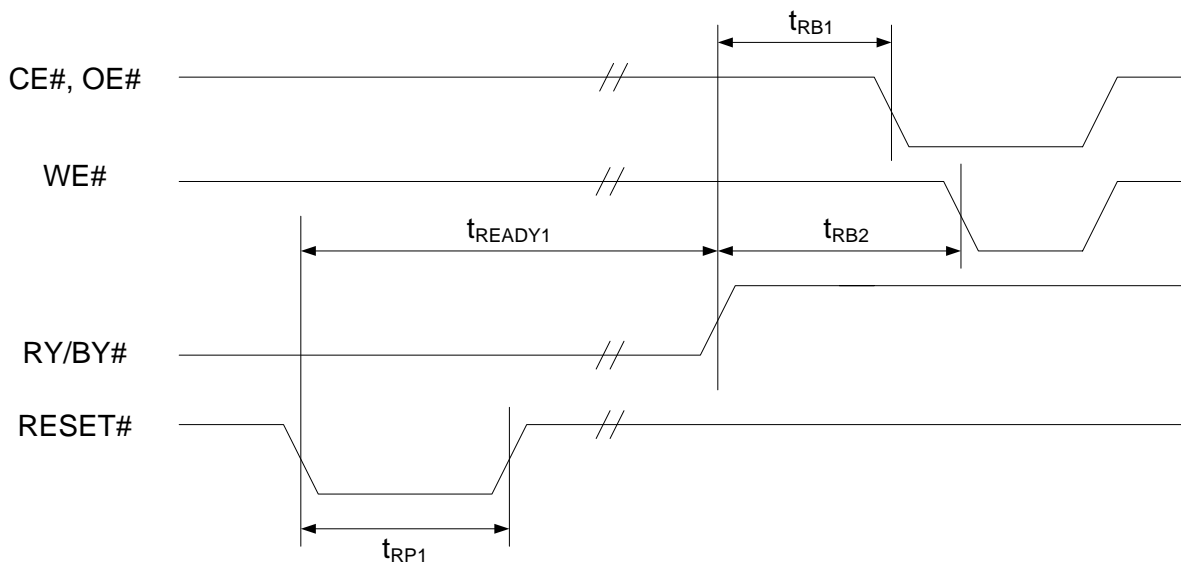 tRB1
CE#, OE#
WE#
tREADY1
tRB2
RY/BY#
RESET#
tRP1